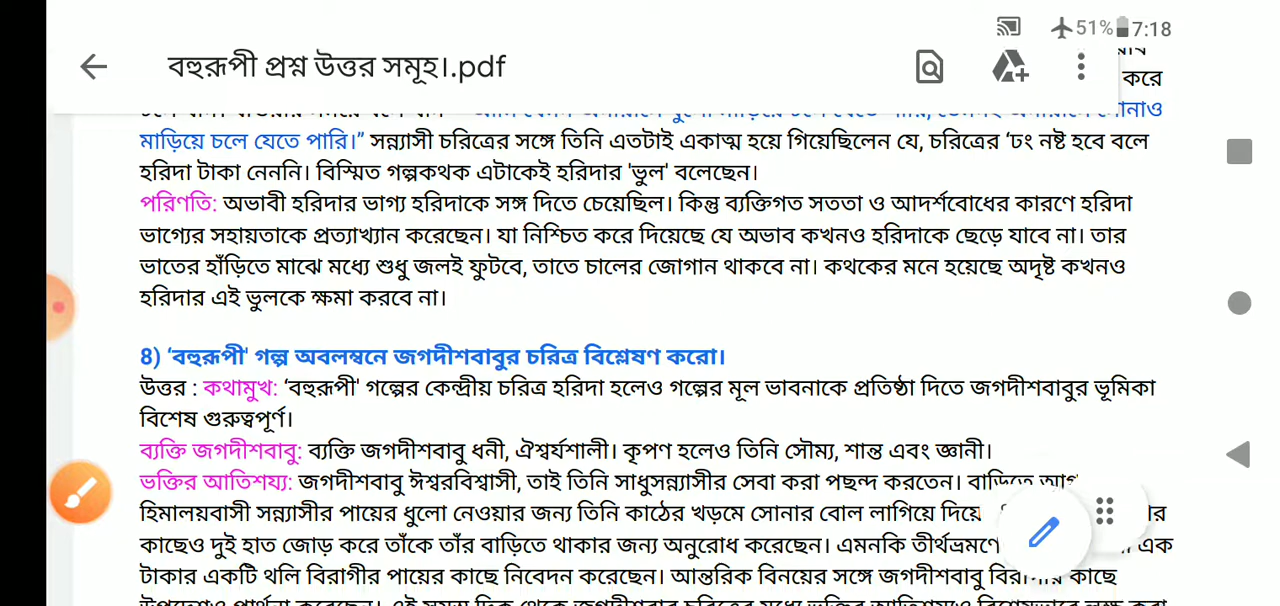 51% 7:18
বহুরূপী প্রশ্ন উত্তর সমূহ।.pdf
করে
মাড়িয়ে চলে যেতে পারি।” সন্ন্যাসী চরিত্রের সঙ্গে তিনি এতটাই একাত্ম হয়ে গিয়েছিলেন যে, চরিত্রের ‘ঢং নষ্ট হবে বলে
হরিদা টাকা নেননি। বিস্মিত গল্পকথক এটাকেই হরিদার 'ভুল' বলেছেন।
পরিণতি: অভাবী হরিদার ভাগ্য হরিদাকে সঙ্গ দিতে চেয়েছিল। কিন্তু ব্যক্তিগত সততা ও আদর্শবোধের কারণে হরিদা
ভাগ্যের সহায়তাকে প্রত্যাখ্যান করেছেন। যা নিশ্চিত করে দিয়েছে যে অভাব কখনও হরিদাকে ছেড়ে যাবে না। তার
ভাতের হাঁড়িতে মাঝে মধ্যে শুধু জলই ফুটবে, তাতে চালের জোগান থাকবে না। কথকের মনে হয়েছে অদৃষ্ট কখনও
হরিদার এই ভুলকে ক্ষমা করবে না।
8) ‘বহুরূপী' গল্প অবলম্বনে জগদীশবাবুর চরিত্র বিশ্লেষণ করো।
উত্তর : কথামুখ: ‘বহুরূপী' গল্পের কেন্দ্রীয় চরিত্র হরিদা হলেও গল্পের মূল ভাবনাকে প্রতিষ্ঠা দিতে জগদীশবাবুর ভূমিকা
বিশেষ গুরুত্বপূর্ণ।
ব্যক্তি জগদীশবাবু: ব্যক্তি জগদীশবাবু ধনী, ঐশ্বর্যশালী। কৃপণ হলেও তিনি সৌম্য, শান্ত এবং জ্ঞানী।
ভক্তির আতিশয্য: জগদীশবাবু ঈশ্বরবিশ্বাসী, তাই তিনি সাধুসন্ন্যাসীর সেবা করা পছন্দ করতেন। বাড়িতে
হিমালয়বাসী সন্ন্যাসীর পায়ের ধুলো নেওয়ার জন্য তিনি কাঠের খড়মে সোনার বোল লাগিয়ে
কাছেও দুই হাত জোড় করে তাঁকে তাঁর বাড়িতে থাকার জন্য অনুরোধ করেছেন। এমনকি এক
টাকার একটি থলি বিরাগীর পায়ের কাছে নিবেদন করেছেন। আন্তরিক বিনয়ের সঙ্গে জগদীশবাবু বিরাগীর কাছে